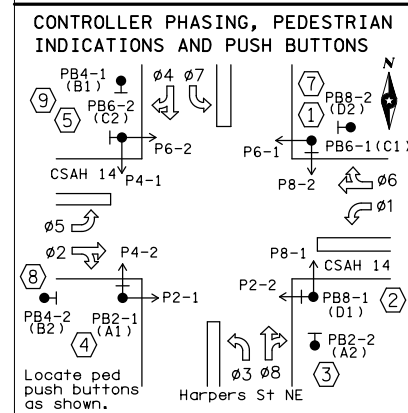 CONTROLLER PHASING, PEDESTRIAN
INDICATIONS AND PUSH BUTTONS
PB4-1
(B1)
ø4
ø7
7
N
9
5
PB6-2
(C2)
1
PB8-2
(D2)
P6-2
P6-1
PB6-1(C1)
CSAH 14
P4-1
P8-2
ø6
ø1
ø5
ø2
P4-2
P8-1
CSAH 14
8
P2-1
P2-2
PB8-1
(D1)
2
PB4-2
(B2)
PB2-1
(A1)
4
PB2-2
(A2)
ø3
ø8
3
Locate ped
push buttons
as shown.
Harpers St NE